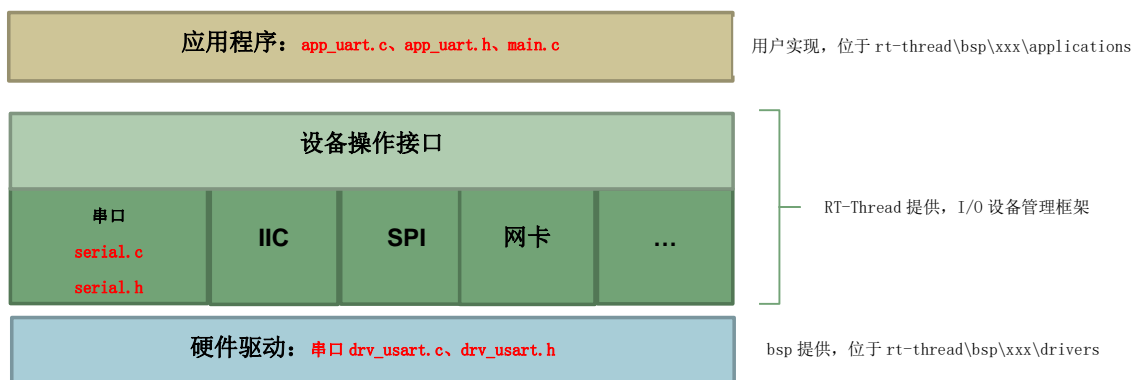 应用程序：app_uart.c、app_uart.h、main.c
用户实现，位于 rt-thread\bsp\xxx\applications
设备操作接口
串口
serial.c
serial.h
IIC
SPI
网卡
...
RT-Thread 提供，I/O 设备管理框架
硬件驱动：串口 drv_usart.c、drv_usart.h
bsp 提供，位于 rt-thread\bsp\xxx\drivers